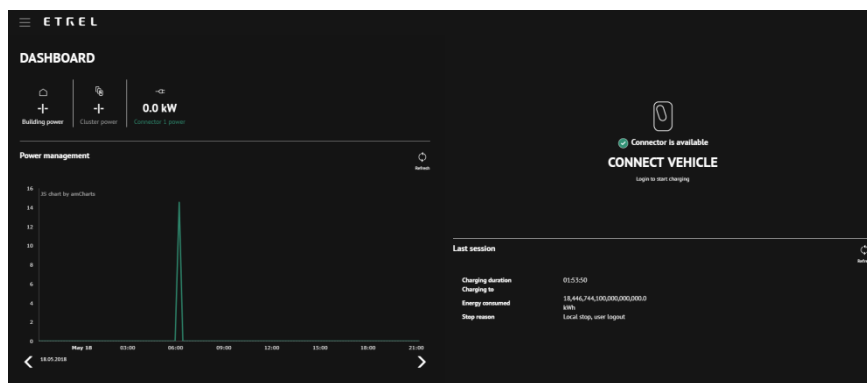 ETREL
DASHBOARD
-|-
Building power
-|-
Cluster power
0.0 kW
Connector 1 power
Power management
Refresh
16
JS chart by amCharts
14
12
10
8
6
4
2
0
May 18 03:00 06:00 09:00 12:00 15:00 18:00 21:00
18.05.2018
Connector is available
CONNECT VEHICLE
Login to start charging
Last session
Charging duration 01:53:50
Charging to
Energy consumed 18,446,744,100,000,000,000.0
kWh
Stop reason Local stop, user logout